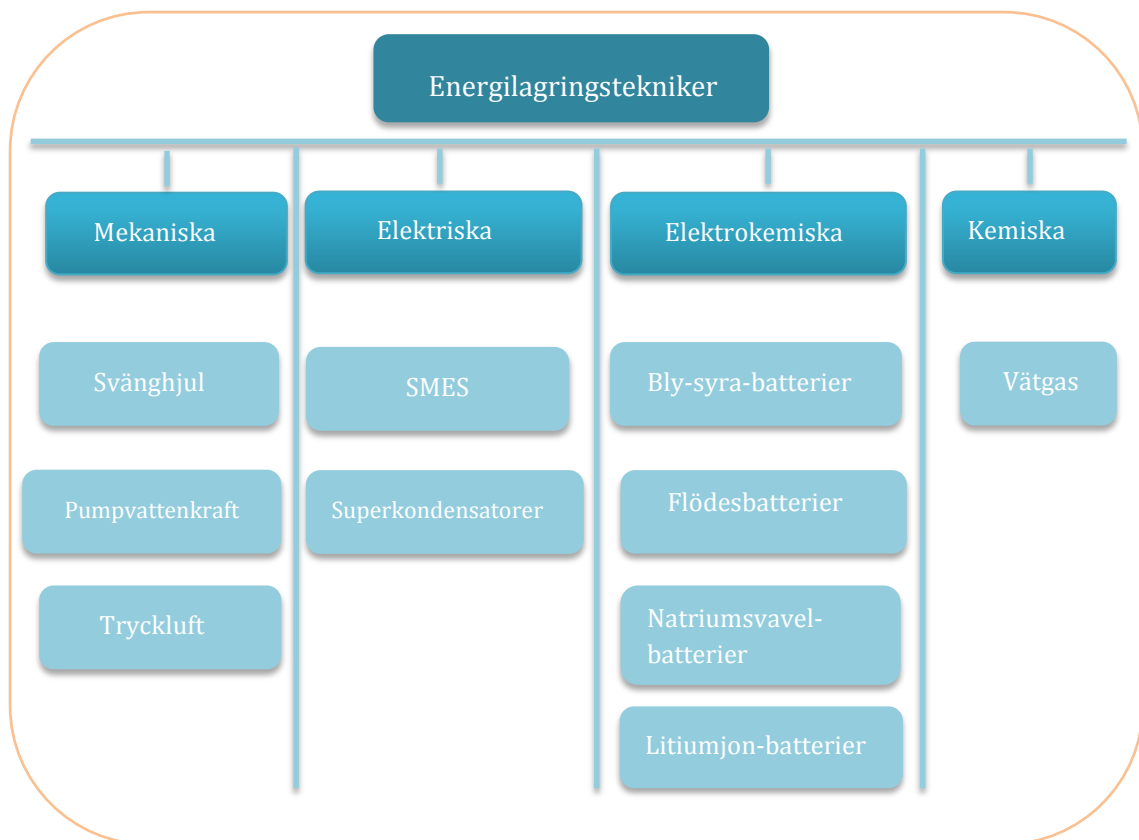 Energilagringstekniker
Mekaniska
Elektriska
Elektrokemiska
Kemiska
Svänghjul
SMES
Bly-syra-batterier
Vätgas
Pumpvattenkraft
Superkondensatorer
Flödesbatterier
Tryckluft
Natriumsvavel-
batterier
Litiumjon-batterier